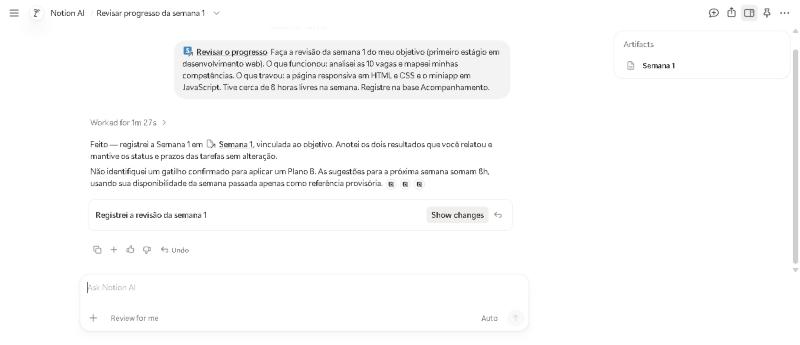 Notion AI / Revisar progresso da semana 1
Artifacts
Semana 1
Revisar o progresso Faça a revisão da semana 1 do meu objetivo (primeiro estágio em
desenvolvimento web). O que funcionou: analisei as 10 vagas e mapeei minhas
competências. O que travou: a página responsiva em HTML e CSS e o miniapp em
JavaScript. Tive cerca de 8 horas livres na semana. Registre na base Acompanhamento.
Worked for 1m 27s
Feito — registrei a Semana 1 em Semana 1, vinculada ao objetivo. Anotei os dois resultados que você relatou e
mantive os status e prazos das tarefas sem alteração.
Não identifiquei um gatilho confirmado para aplicar um Plano B. As sugestões para a próxima semana somam 8h,
usando sua disponibilidade da semana passada apenas como referência provisória.
Registrei a revisão da semana 1
Show changes
Undo
Ask Notion AI
Review for me
Auto